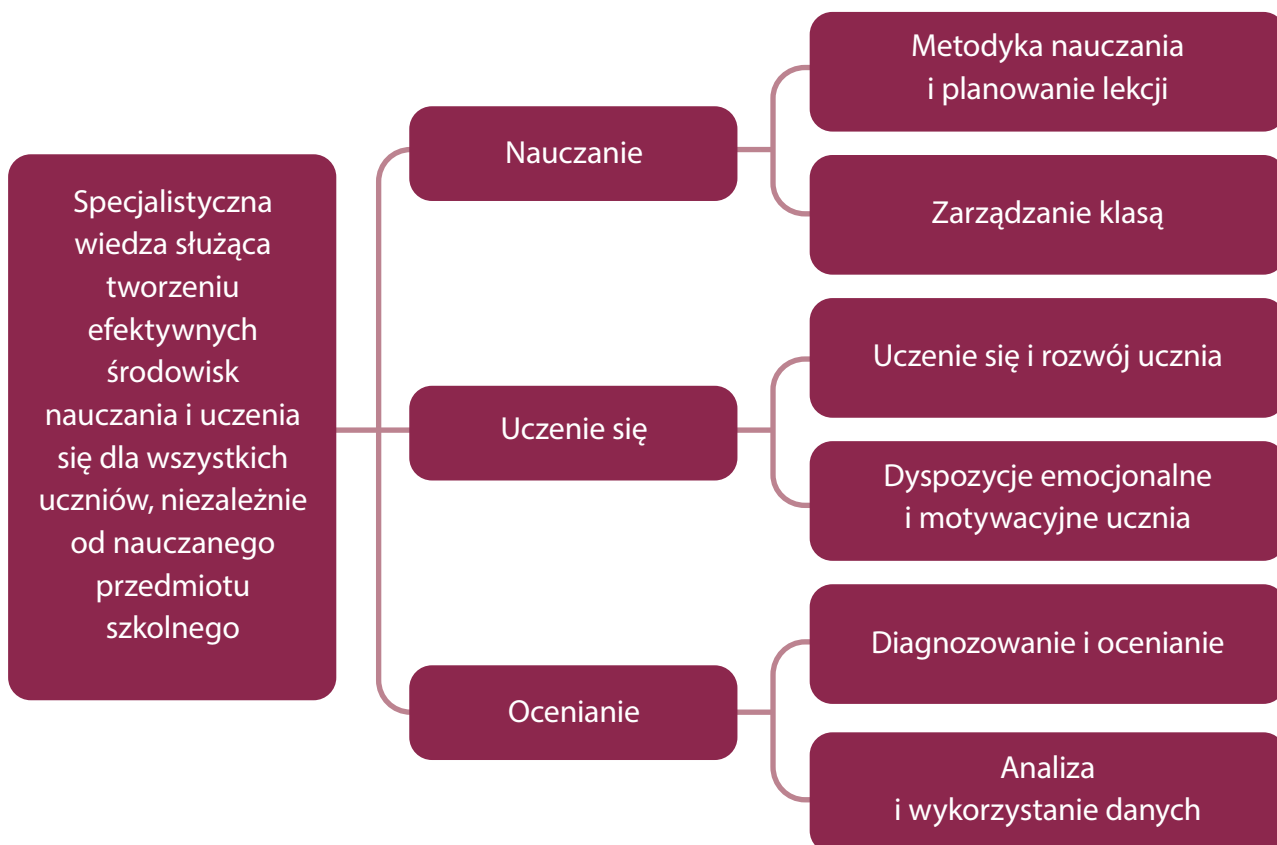 Specjalistyczna
wiedza służąca
tworzeniu
efektywnych
środowisk
nauczania i uczenia
się dla wszystkich
uczniów, niezależnie
od nauczanego
przedmiotu
szkolnego
Nauczanie
Metodyka nauczania
i planowanie lekcji
Zarządzanie klasą
Uczenie się
Uczenie się i rozwój ucznia
Dyspozycje emocjonalne
i motywacyjne ucznia
Ocenianie
Diagnozowanie i ocenianie
Analiza
i wykorzystanie danych